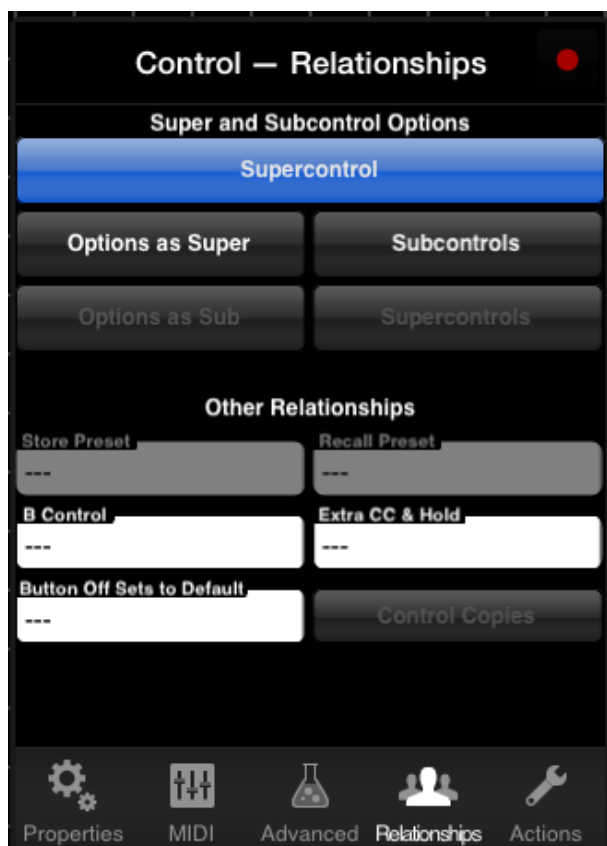 Control — Relationships
Super and Subcontrol Options
Supercontrol
Options as Super
Subcontrols
Options as Sub
Supercontrols
Other Relationships
Store Preset
Recall Preset
---
---
B Control
Extra CC & Hold
---
---
Button Off Sets to Default
---
Control Copies
Properties
MIDI
Advanced
Relationships
Actions